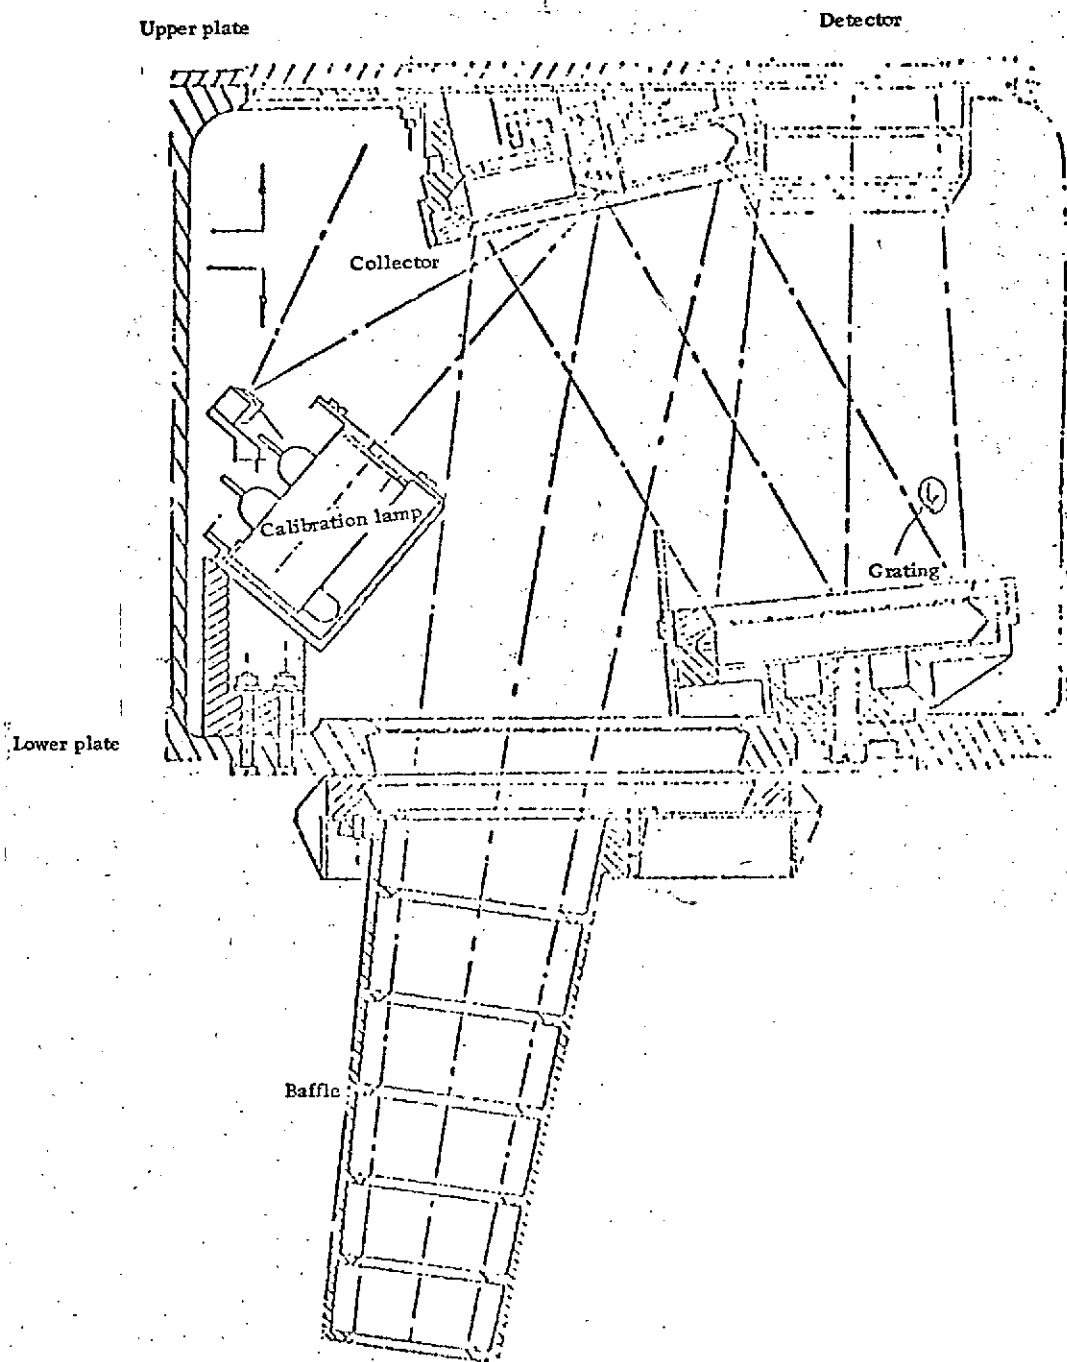 Upper plate
Detector
Collector
Calibration lamp
Grating
Lower plate
Baffle